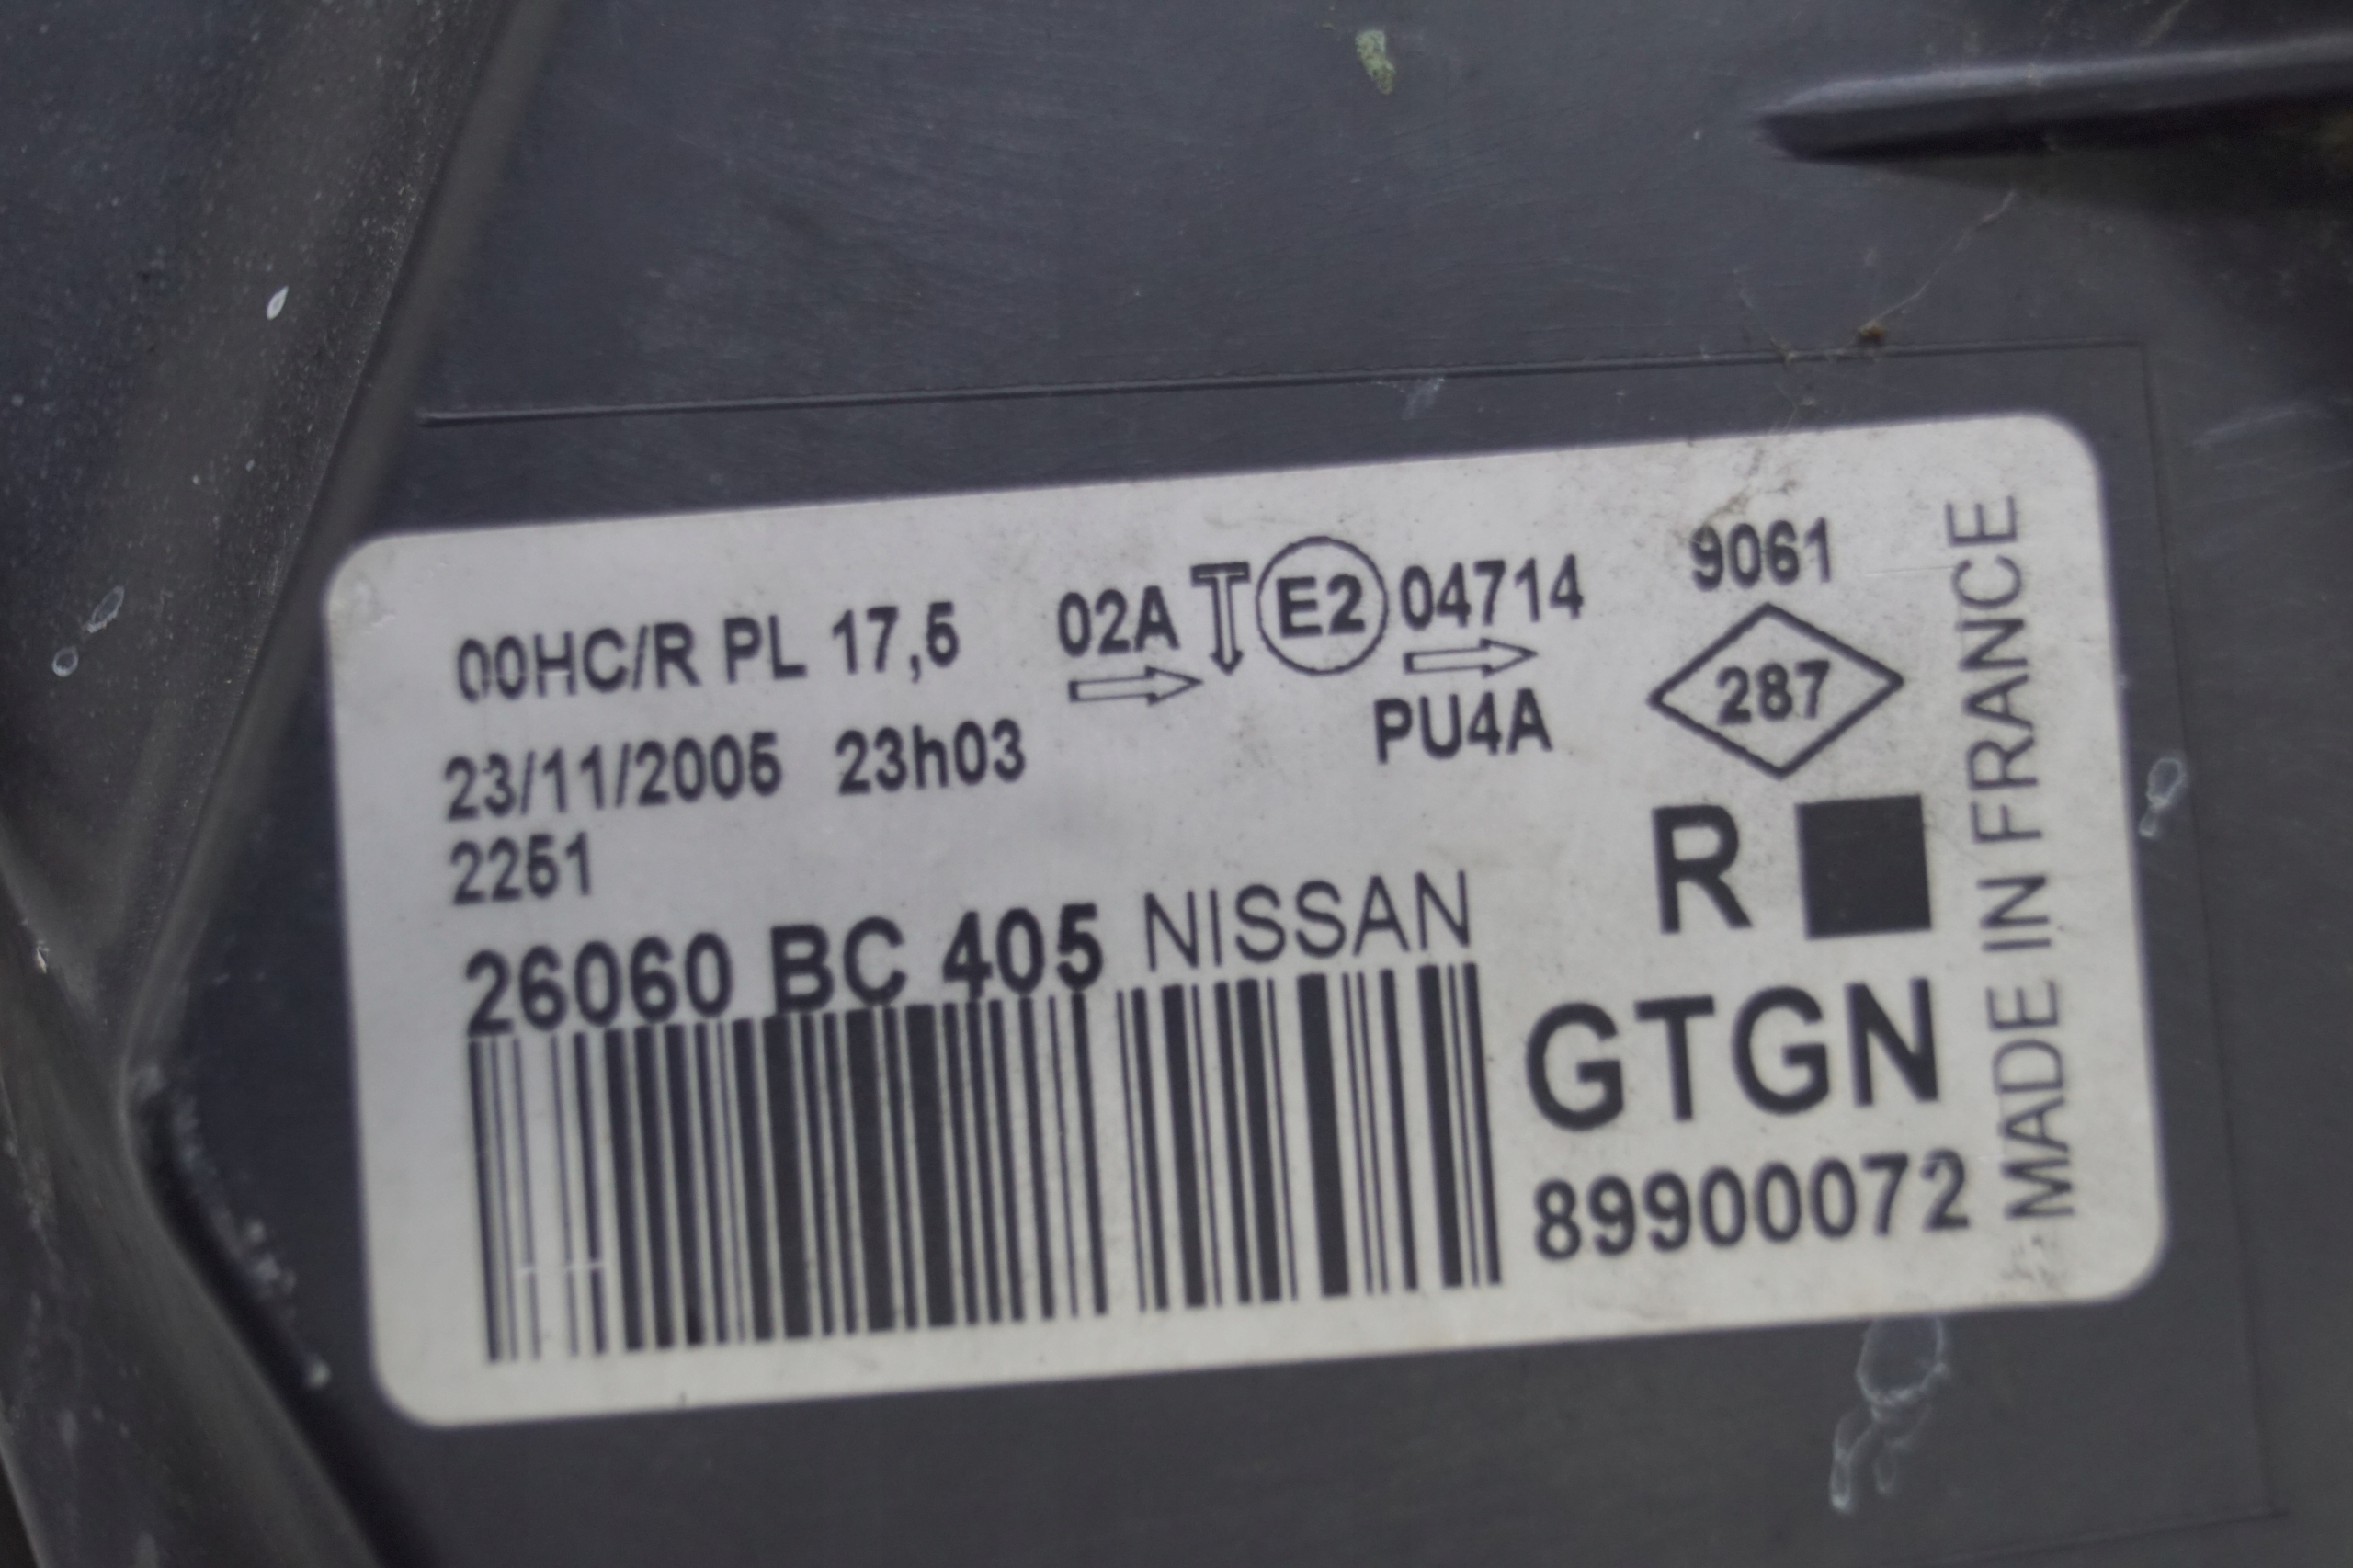 00HC/R PL 17,5 02A E2 04714 9061
PU4A 287
23/11/2005 23h03
2251
R
26060 BC 405 NISSAN
GTGN
89900072
MADE IN FRANCE